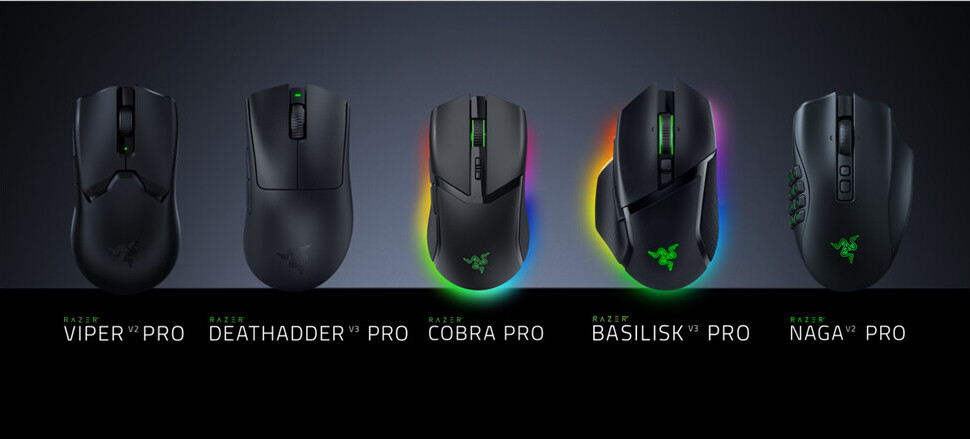 RAZER
VIPER V2 PRO
RAZER
DEATHADDER V3 PRO
RAZER
COBRA PRO
RAZER
BASILISK V3 PRO
RAZER
NAGA V2 PRO